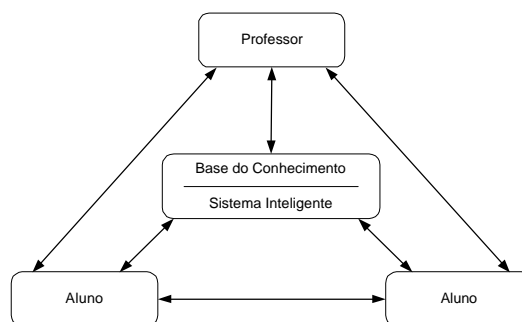 Professor
Base do Conhecimento
Sistema Inteligente
Aluno
Aluno